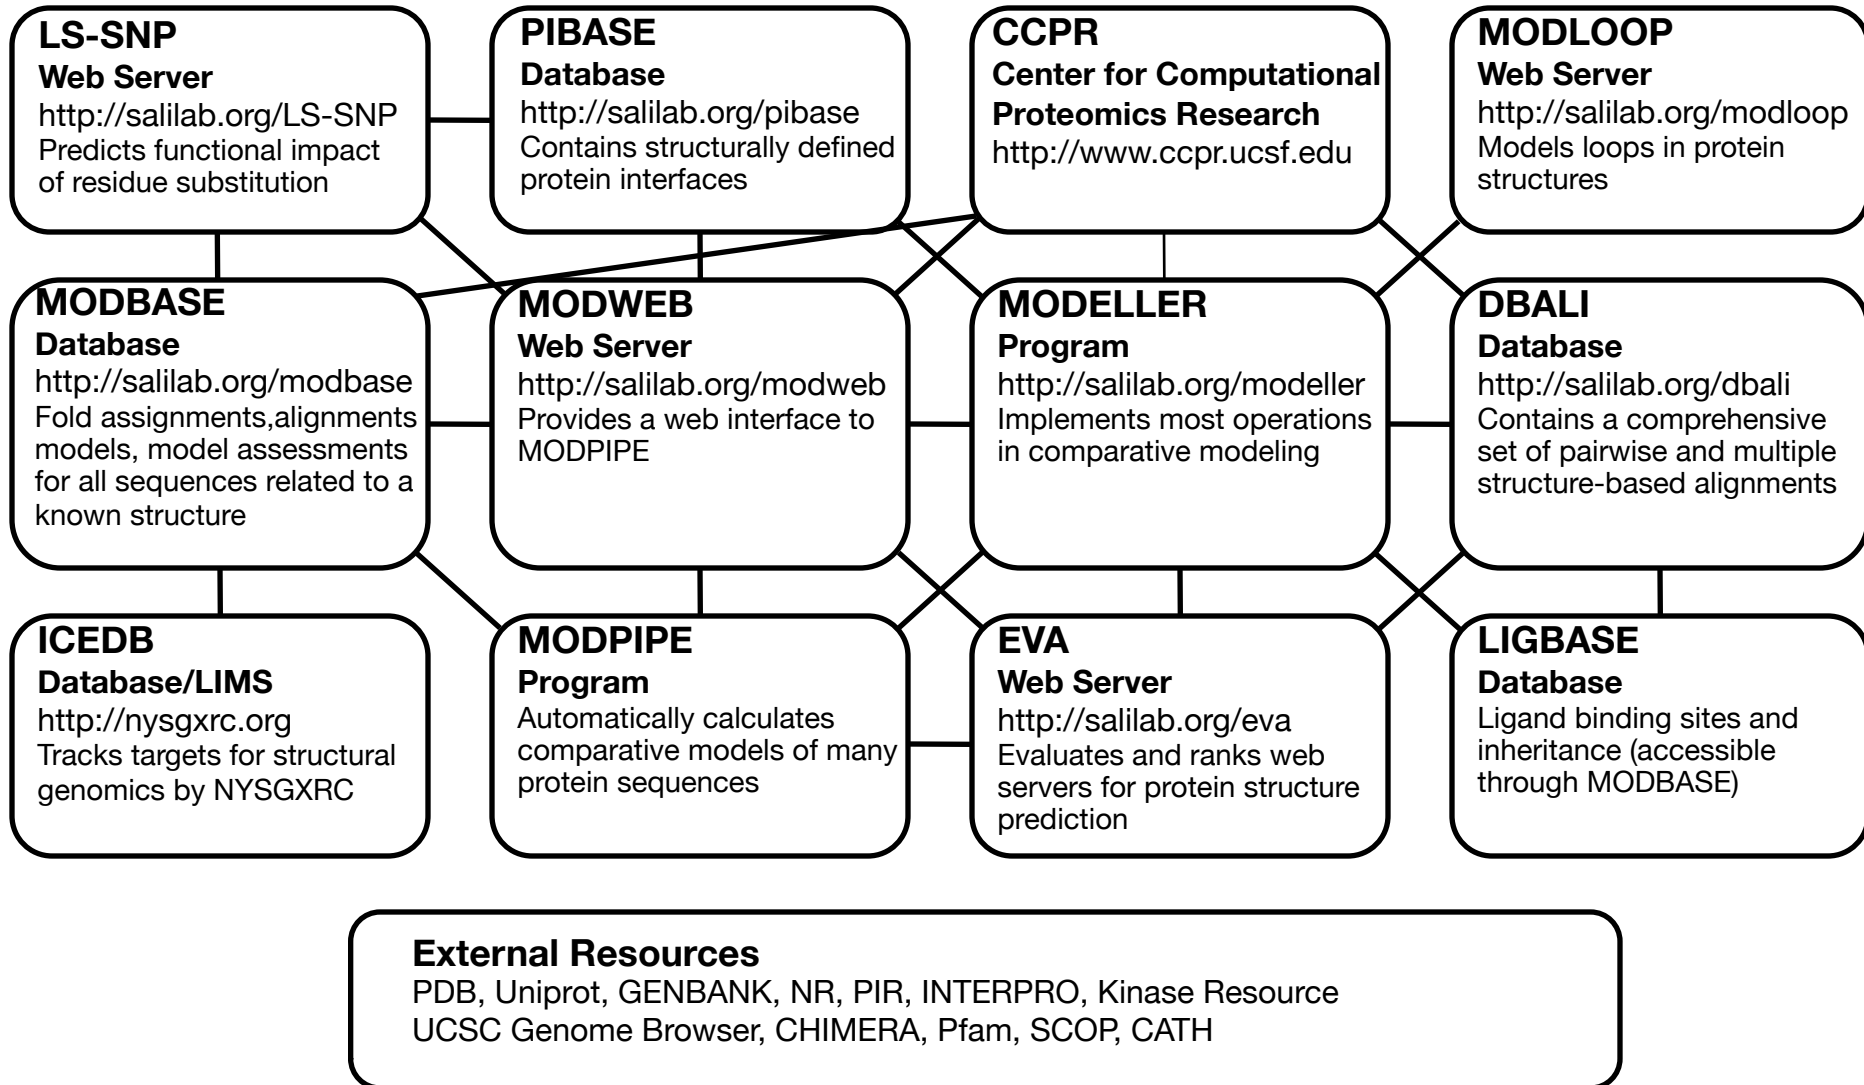 LS-SNP
Web Server
http://salilab.org/LS-SNP
Predicts functional impact
of residue substitution
PIBASE
Database
http://salilab.org/pibase
Contains structurally defined
protein interfaces
CCPR
Center for Computational
Proteomics Research
http://www.ccpr.ucsf.edu
MODLOOP
Web Server
http://salilab.org/modloop
Models loops in protein
structures
MODBASE
Database
http://salilab.org/modbase
Fold assignments,alignments
models, model assessments
for all sequences related to a
known structure
MODWEB
Web Server
http://salilab.org/modweb
Provides a web interface to
MODPIPE
MODELLER
Program
http://salilab.org/modeller
Implements most operations
in comparative modeling
DBALI
Database
http://salilab.org/dbali
Contains a comprehensive
set of pairwise and multiple
structure-based alignments
ICEDB
Database/LIMS
http://nysgxrc.org
Tracks targets for structural
genomics by NYSGXRC
MODPIPE
Program
Automatically calculates
comparative models of many
protein sequences
EVA
Web Server
http://salilab.org/eva
Evaluates and ranks web
servers for protein structure
prediction
LIGBASE
Database
Ligand binding sites and
inheritance (accessible
through MODBASE)
External Resources
PDB, Uniprot, GENBANK, NR, PIR, INTERPRO, Kinase Resource
UCSC Genome Browser, CHIMERA, Pfam, SCOP, CATH